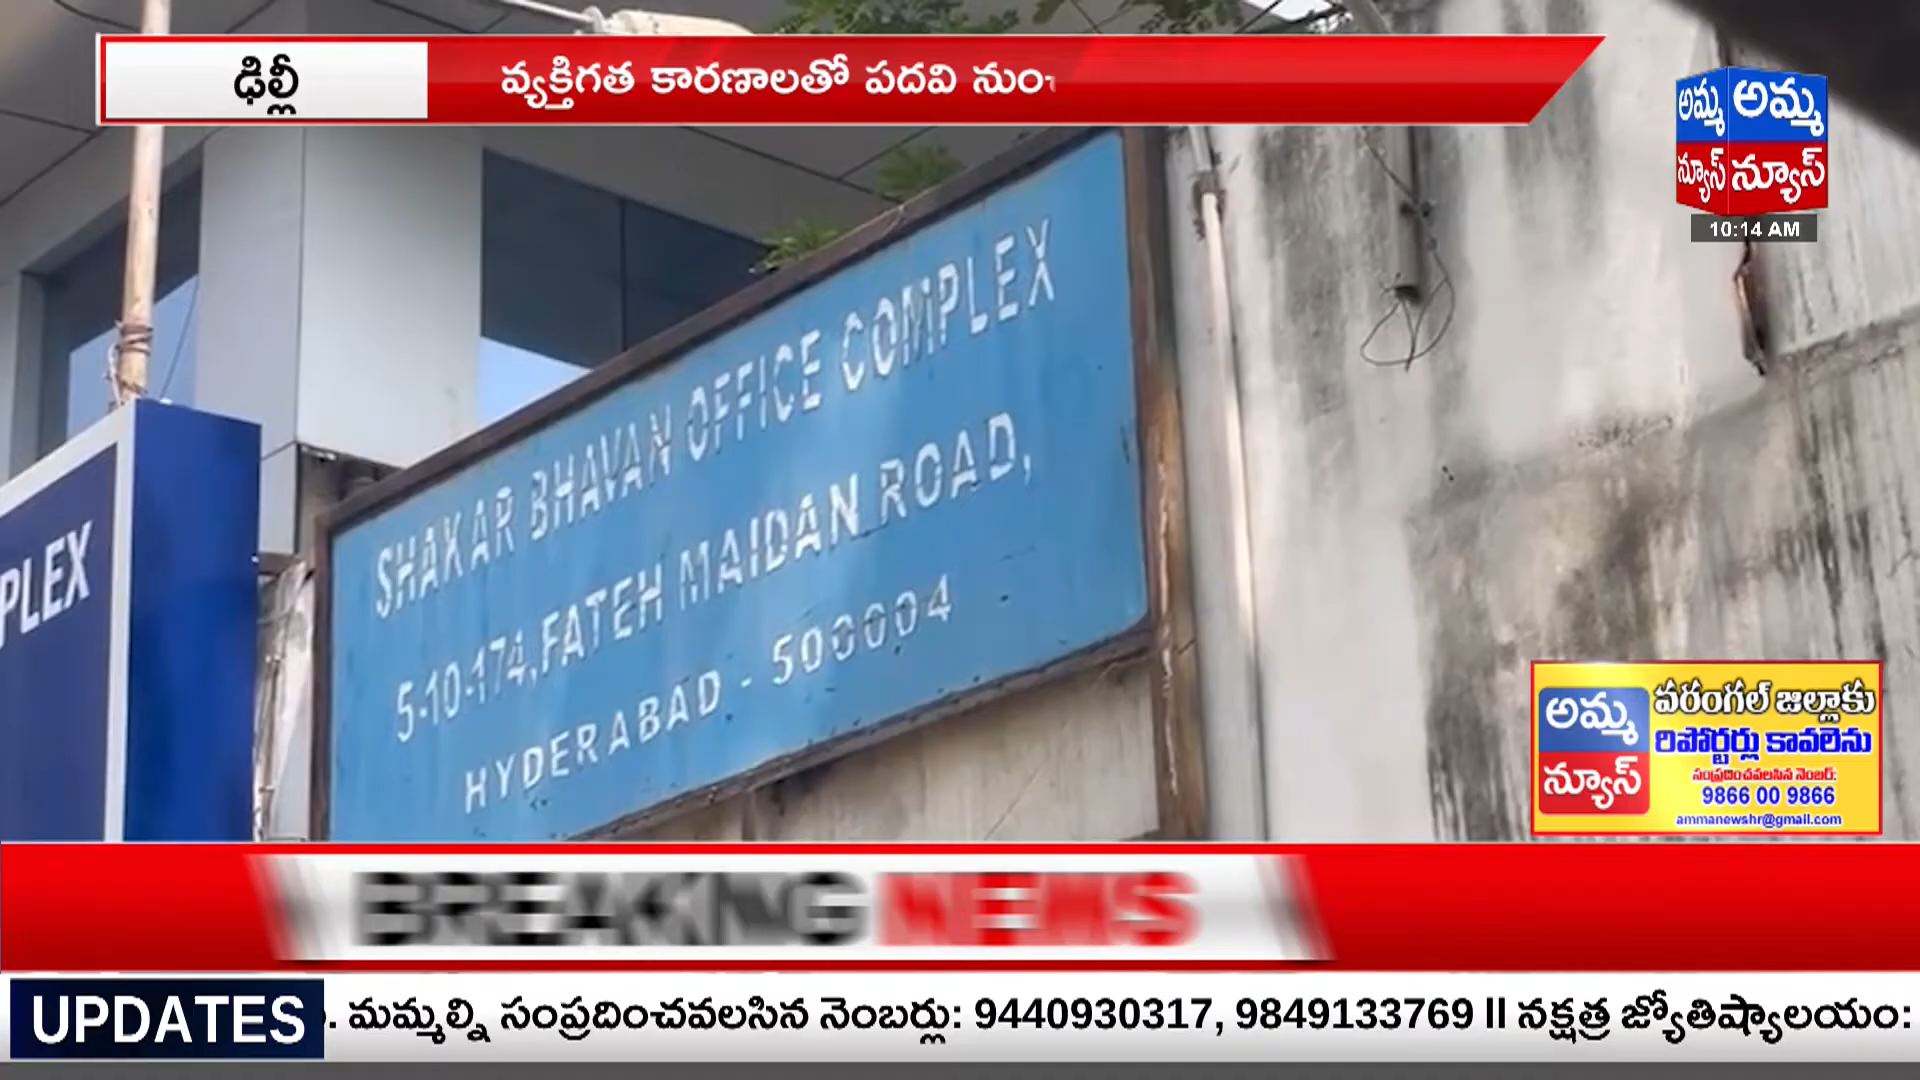 ఢిల్లీ
వ్యక్తిగత కారణాలతో పదవి నుం
అమ్మ అమ్మ
న్యూస్ న్యూస్
10:14 AM
SHAKAR BHAVAN OFFICE COMPLEX
5-10-174, FATEH MAIDAN ROAD,
HYDERABAD - 500004
PLEX
అమ్మ
న్యూస్
వరంగల్ జిల్లాకు
రిపోర్టర్లు కావలెను
సంప్రదించవలసిన నెంబర్:
9866 00 9866
ammanewshr@gmail.com
BREAKING NEWS
UPDATES
. మమ్మల్ని సంప్రదించవలసిన నెంబర్లు: 9440930317, 9849133769 II నక్షత్ర జ్యోతిష్యాలయం: